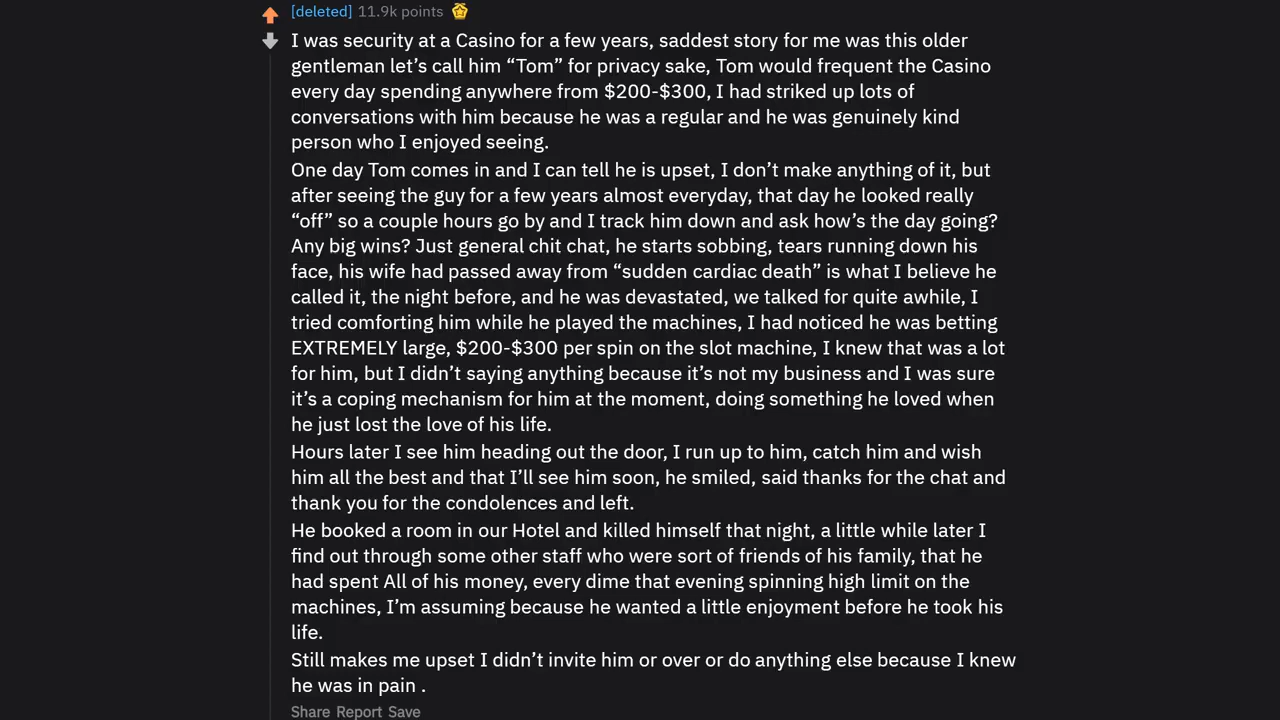 [deleted] 11.9k points
I was security at a Casino for a few years, saddest story for me was this older
gentleman let's call him “Tom” for privacy sake, Tom would frequent the Casino
every day spending anywhere from $200-$300, I had striked up lots of
conversations with him because he was a regular and he was genuinely kind
person who I enjoyed seeing.
One day Tom comes in and I can tell he is upset, I don't make anything of it, but
after seeing the guy for a few years almost everyday, that day he looked really
“off” so a couple hours go by and I track him down and ask how's the day going?
Any big wins? Just general chit chat, he starts sobbing, tears running down his
face, his wife had passed away from “sudden cardiac death” is what I believe he
called it, the night before, and he was devastated, we talked for quite awhile, I
tried comforting him while he played the machines, I had noticed he was betting
EXTREMELY large, $200-$300 per spin on the slot machine, I knew that was a lot
for him, but I didn't saying anything because it's not my business and I was sure
it's a coping mechanism for him at the moment, doing something he loved when
he just lost the love of his life.
Hours later I see him heading out the door, I run up to him, catch him and wish
him all the best and that I'll see him soon, he smiled, said thanks for the chat and
thank you for the condolences and left.
He booked a room in our Hotel and killed himself that night, a little while later I
find out through some other staff who were sort of friends of his family, that he
had spent All of his money, every dime that evening spinning high limit on the
machines, I'm assuming because he wanted a little enjoyment before he took his
life.
Still makes me upset I didn't invite him or over or do anything else because I knew
he was in pain .
Share Report Save